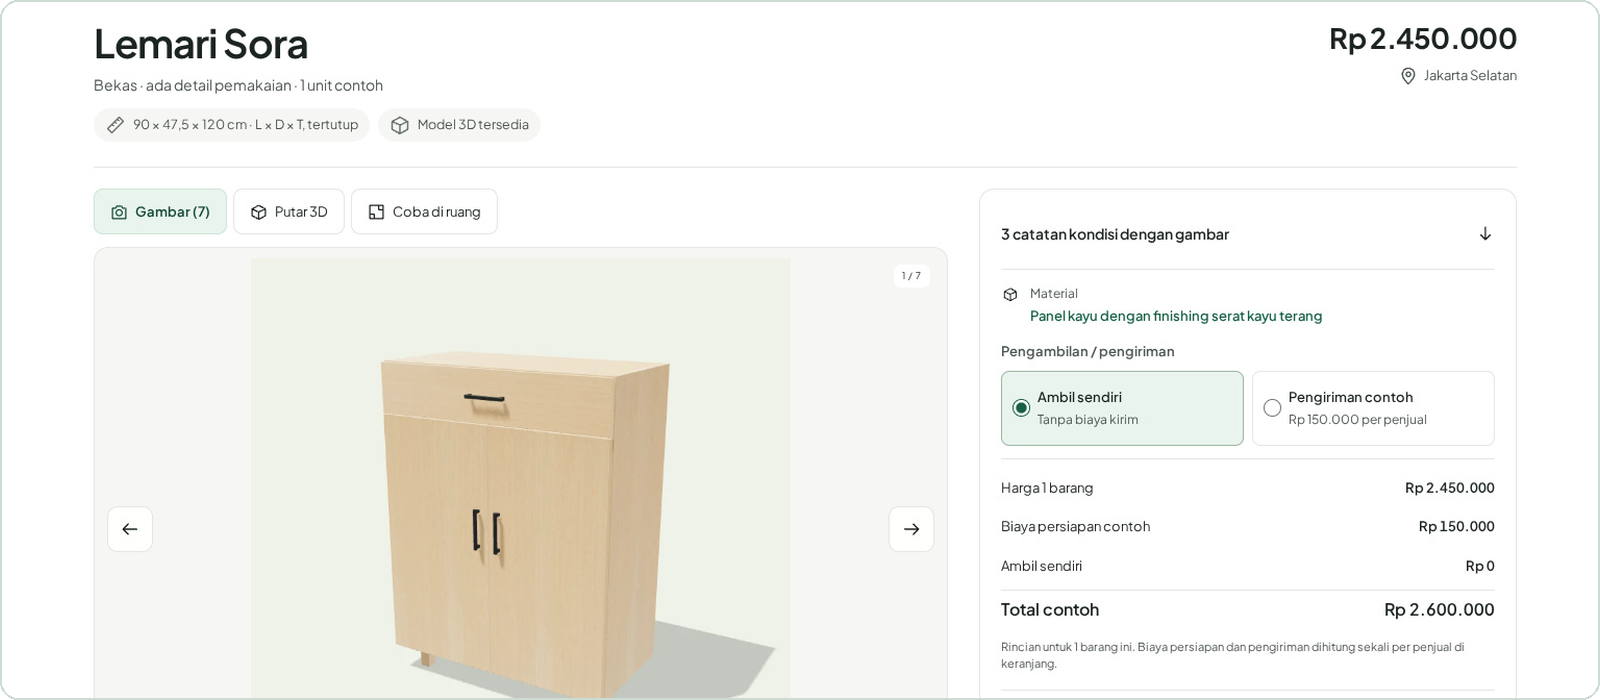 Lemari Sora
Rp 2.450.000
Bekas · ada detail pemakaian · 1 unit contoh
Jakarta Selatan
90 × 47,5 × 120 cm · L × D × T, tertutup
Model 3D tersedia
Gambar (7)
Putar 3D
Coba di ruang
1 / 7
3 catatan kondisi dengan gambar
Material
Panel kayu dengan finishing serat kayu terang
Pengambilan / pengiriman
Ambil sendiri
Tanpa biaya kirim
Pengiriman contoh
Rp 150.000 per penjual
Harga 1 barang
Rp 2.450.000
Biaya persiapan contoh
Rp 150.000
Ambil sendiri
Rp 0
Total contoh
Rp 2.600.000
Rincian untuk 1 barang ini. Biaya persiapan dan pengiriman dihitung sekali per penjual di
keranjang.